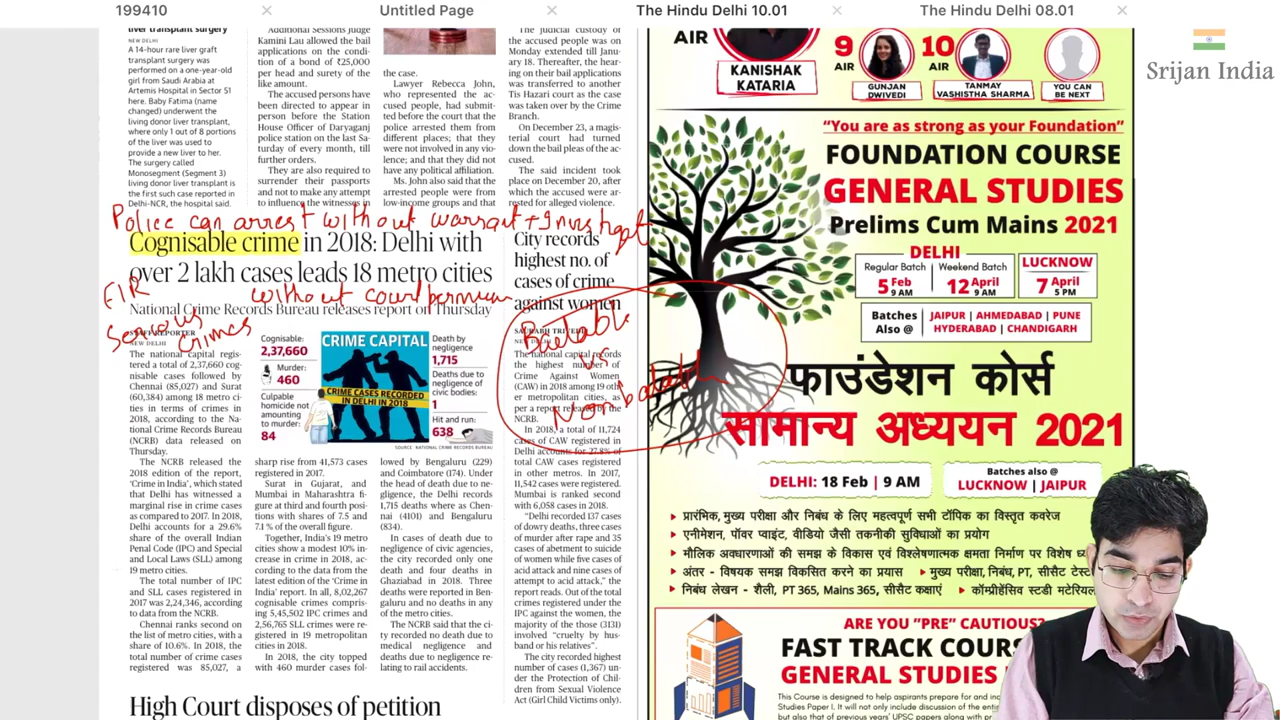 199410
Untitled Page
The Hindu Delhi 10.01
The Hindu Delhi 08.01
Srijan India
liver transplant surgery
NEW DELHI
A 14-hour rare liver graft
transplant surgery was
performed on a one-year-old
girl from Saudi Arabia at
Artemis Hospital in Sector 51
here. Baby Fatima (name
changed) underwent the
living donor liver transplant,
where only 1 out of 8 portions
of the liver was used to
provide a new liver to her.
The surgery called
Monosegment (Segment 3)
living donor liver transplant is
the first such case reported in
Delhi-NCR, the hospital said.
Additional Sessions Judge
Kamini Lau allowed the bail
applications on the condi-
tion of a bond of ₹25,000
per head and surety of the
like amount.
The accused persons have
been directed to appear in
person before the Station
House Officer of Daryaganj
police station on the last Sa-
turday of every month, till
further orders.
They are also required to
surrender their passports
and not to make any attempt
to influence the witnesses in
the case.
Lawyer Rebecca John,
who represented the ac-
cused people, had submit-
ted before the court that the
police arrested them from
different places; that they
were not involved in any vio-
lence; and that they did not
have any political affiliation.
Ms. John also said that the
arrested people were from
low-income groups and that
The judicial custody of
the accused people was on
Monday extended till Janu-
ary 18. Thereafter, the hear-
ing on their bail applications
was transferred to another
Tis Hazari court as the case
was taken over by the Crime
Branch.
On December 23, a magis-
terial court had turned
down the bail pleas of the ac-
cused.
The said incident took
place on December 20, after
which the accused were ar-
rested for alleged violence.
Police can arrest without warrant + Investigat
Cognisable crime in 2018: Delhi with
over 2 lakh cases leads 18 metro cities
FIR
without court permission
National Crime Records Bureau releases report on Thursday
Serious
crimes
STAFF REPORTER
NEW DELHI
The national capital regis-
tered a total of 2,37,660 cog-
nisable cases followed by
Chennai (85,027) and Surat
(60,384) among 18 metro ci-
ties in terms of crimes in
2018, according to the Na-
tional Crime Records Bureau
(NCRB) data released on
Thursday.
The NCRB released the
2018 edition of the report,
'Crime in India', which stated
that Delhi has witnessed a
marginal rise in crime cases
as compared to 2017. In 2018,
Delhi accounts for a 29.6%
share of the overall Indian
Penal Code (IPC) and Special
and Local Laws (SLL) among
19 metro cities.
The total number of IPC
and SLL cases registered in
2017 was 2,24,346, according
to data from the NCRB.
Chennai ranks second on
the list of metro cities, with a
share of 10.6%. In 2018, the
total number of crime cases
registered was 85,027, a
Cognisable:
2,37,660
Murder:
460
Culpable
homicide not
amounting
to murder:
84
CRIME CAPITAL
CRIME CASES RECORDED
IN DELHI IN 2018
Death by
negligence
1,715
Deaths due to
negligence of
civic bodies:
1
Hit and run:
638
SOURCE : NATIONAL CRIME RECORDS BUREAU
sharp rise from 41,573 cases
registered in 2017.
Surat in Gujarat, and
Mumbai in Maharashtra fi-
gure at third and fourth posi-
tions with shares of 7.5 and
7.1 % of the overall figure.
Together, India's 19 metro
cities show a modest 10% in-
crease in crime in 2018, ac-
cording to the data from the
latest edition of the 'Crime in
India' report. In all, 8,02,267
cognisable crimes compris-
ing 5,45,502 IPC crimes and
2,56,765 SLL crimes were re-
gistered in 19 metropolitan
cities in 2018.
In 2018, the city topped
with 460 murder cases fol-
lowed by Bengaluru (229)
and Coimbatore (174). Under
the head of death due to ne-
gligence, the Delhi records
1,715 deaths where as Chen-
nai (4101) and Bengaluru
(834).
In cases of death due to
negligence of civic agencies,
the city recorded only one
death and four deaths in
Ghaziabad in 2018. Three
deaths were reported in Ben-
galuru and no deaths in any
of the metro cities.
The NCRB said that the ci-
ty recorded no death due to
medical negligence and
deaths due to negligence re-
lating to rail accidents.
City records
highest no. of
cases of crime
against women
Bailable
vs
Non bailable
SAURABH TRIVEDI
NEW DELHI
The national capital records
the highest number of
Crime Against Women
(CAW) in 2018 among 19 oth-
er metropolitan cities, as
per a report released by the
NCRB.
In 2018, a total of 11,724
cases of CAW registered in
Delhi accounts for 27.8% of
total CAW cases registered
in other metros. In 2017,
11,542 cases were registered.
Mumbai is ranked second
with 6,058 cases in 2018.
"Delhi recorded 137 cases
of dowry deaths, three cases
of murder after rape and 35
cases of abetment to suicide
of women while five cases of
acid attack and nine cases of
attempt to acid attack," the
report reads. Out of the total
crimes registered under the
IPC against the women, the
majority of the those (3131)
involved "cruelty by hus-
band or his relatives".
The city recorded highest
number of cases (1,367) un-
der the Protection of Chil-
dren from Sexual Violence
Act (Girl Child Victims only).
High Court disposes of petition
AIR
KANISHAK
KATARIA
9
AIR
GUNJAN
DWIVEDI
10
AIR
TANMAY
VASHISTHA SHARMA
YOU CAN
BE NEXT
"You are as strong as your Foundation"
FOUNDATION COURSE
GENERAL STUDIES
Prelims Cum Mains 2021
DELHI
Regular Batch
5 Feb
9 AM
Weekend Batch
12 April
9 AM
LUCKNOW
7 April
5 PM
Batches
Also @
JAIPUR | AHMEDABAD | PUNE
HYDERABAD | CHANDIGARH
फाउंडेशन कोर्स
सामान्य अध्ययन 2021
DELHI: 18 Feb | 9 AM
Batches also @
LUCKNOW | JAIPUR
प्रारंभिक, मुख्य परीक्षा और निबंध के लिए महत्वपूर्ण सभी टॉपिक का विस्तृत कवरेज
एनीमेशन, पॉवर प्वाइंट, वीडियो जैसी तकनीकी सुविधाओं का प्रयोग
मौलिक अवधारणाओं की समझ के विकास एवं विश्लेषणात्मक क्षमता निर्माण पर विशेष
अंतर - विषयक समझ विकसित करने का प्रयास
मुख्य परीक्षा, निबंध, PT, सीसैट टेस्ट
निबंध लेखन - शैली, PT 365, Mains 365, सीसैट कक्षाएं
कॉम्प्रीहेंसिव स्टडी मटेरियल
ARE YOU "PRE" CAUTIOUS?
FAST TRACK COURS
GENERAL STUDIES
This Course is designed to help aspirants prepare for and inc
Studies Paper I. It will not only include discussion of the enti
but also that of previous years' UPSC papers along with pr